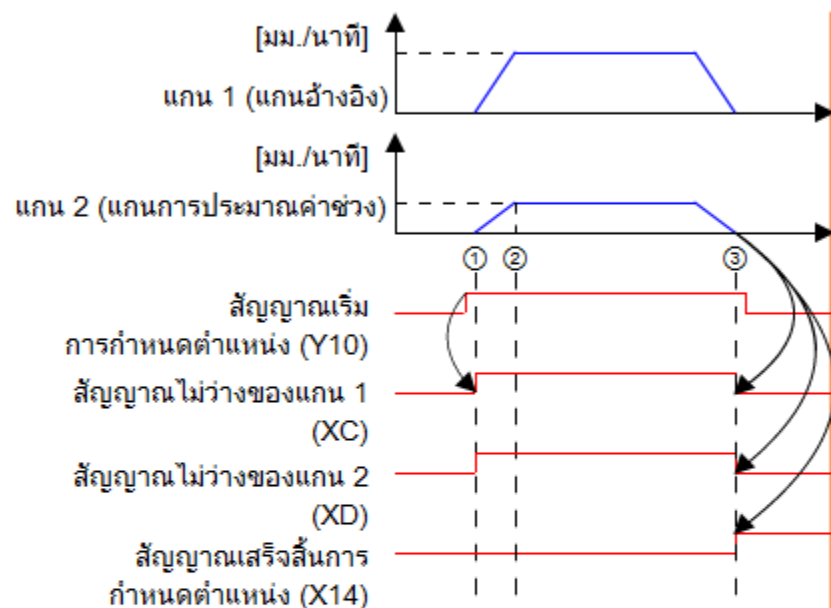 [มม./นาที]
แกน 1 (แกนอ้างอิง)
[มม./นาที]
แกน 2 (แกนการประมาณค่าช่วง)
① ② ③
สัญญาณเริ่ม
การกำหนดตำแหน่ง (Y10)
สัญญาณไม่ว่างของแกน 1
(XC)
สัญญาณไม่ว่างของแกน 2
(XD)
สัญญาณเสร็จสิ้นการ
กำหนดตำแหน่ง (X14)